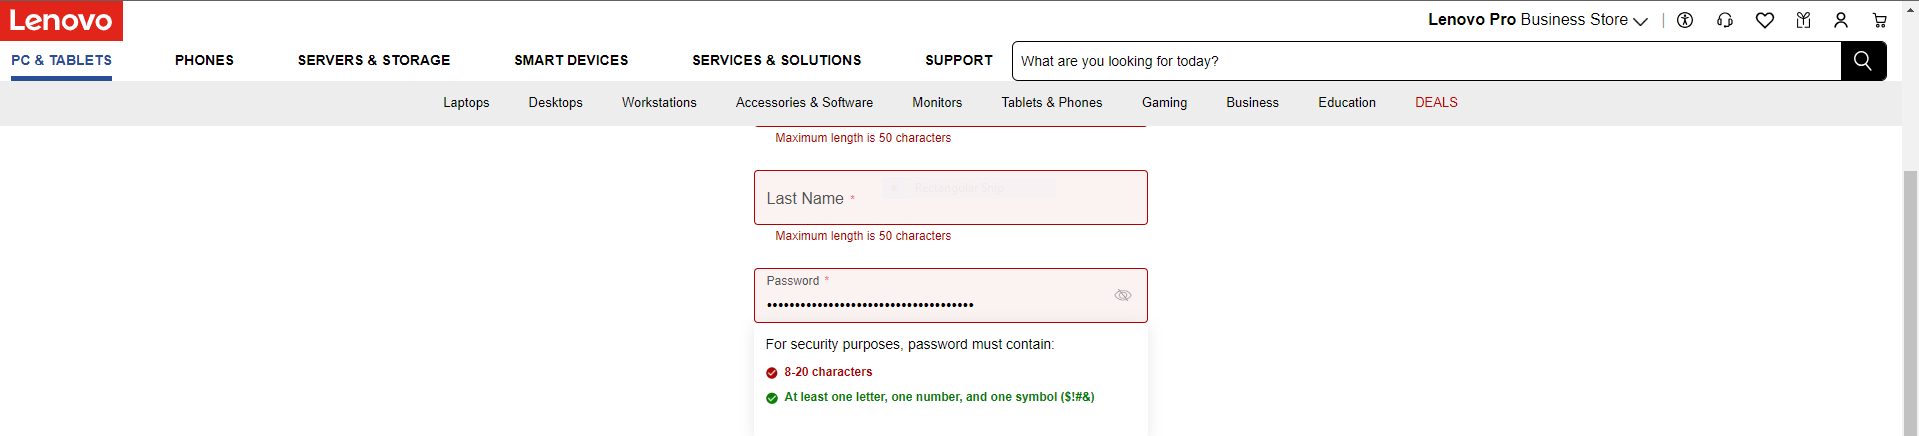 Lenovo
Lenovo Pro Business Store
PC & TABLETS PHONES SERVERS & STORAGE SMART DEVICES SERVICES & SOLUTIONS SUPPORT What are you looking for today?
Laptops Desktops Workstations Accessories & Software Monitors Tablets & Phones Gaming Business Education DEALS
Maximum length is 50 characters
Last Name *
Rectangular Snip
Maximum length is 50 characters
Password *
For security purposes, password must contain:
8-20 characters
At least one letter, one number, and one symbol ($!#&)